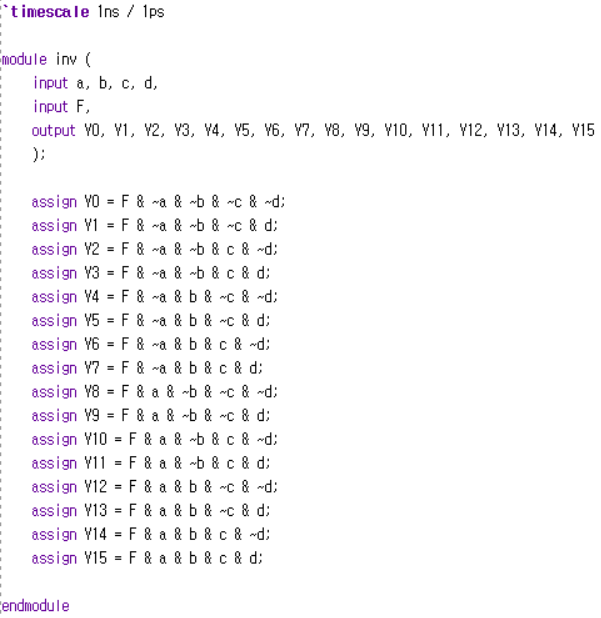 `timescale 1ns / 1ps
module inv (
input a, b, c, d,
input F,
output Y0, Y1, Y2, Y3, Y4, Y5, Y6, Y7, Y8, Y9, Y10, Y11, Y12, Y13, Y14, Y15
);
assign Y0 = F & ~a & ~b & ~c & ~d;
assign Y1 = F & ~a & ~b & ~c & d;
assign Y2 = F & ~a & ~b & c & ~d;
assign Y3 = F & ~a & ~b & c & d;
assign Y4 = F & ~a & b & ~c & ~d;
assign Y5 = F & ~a & b & ~c & d;
assign Y6 = F & ~a & b & c & ~d;
assign Y7 = F & ~a & b & c & d;
assign Y8 = F & a & ~b & ~c & ~d;
assign Y9 = F & a & ~b & ~c & d;
assign Y10 = F & a & ~b & c & ~d;
assign Y11 = F & a & ~b & c & d;
assign Y12 = F & a & b & ~c & ~d;
assign Y13 = F & a & b & ~c & d;
assign Y14 = F & a & b & c & ~d;
assign Y15 = F & a & b & c & d;
endmodule